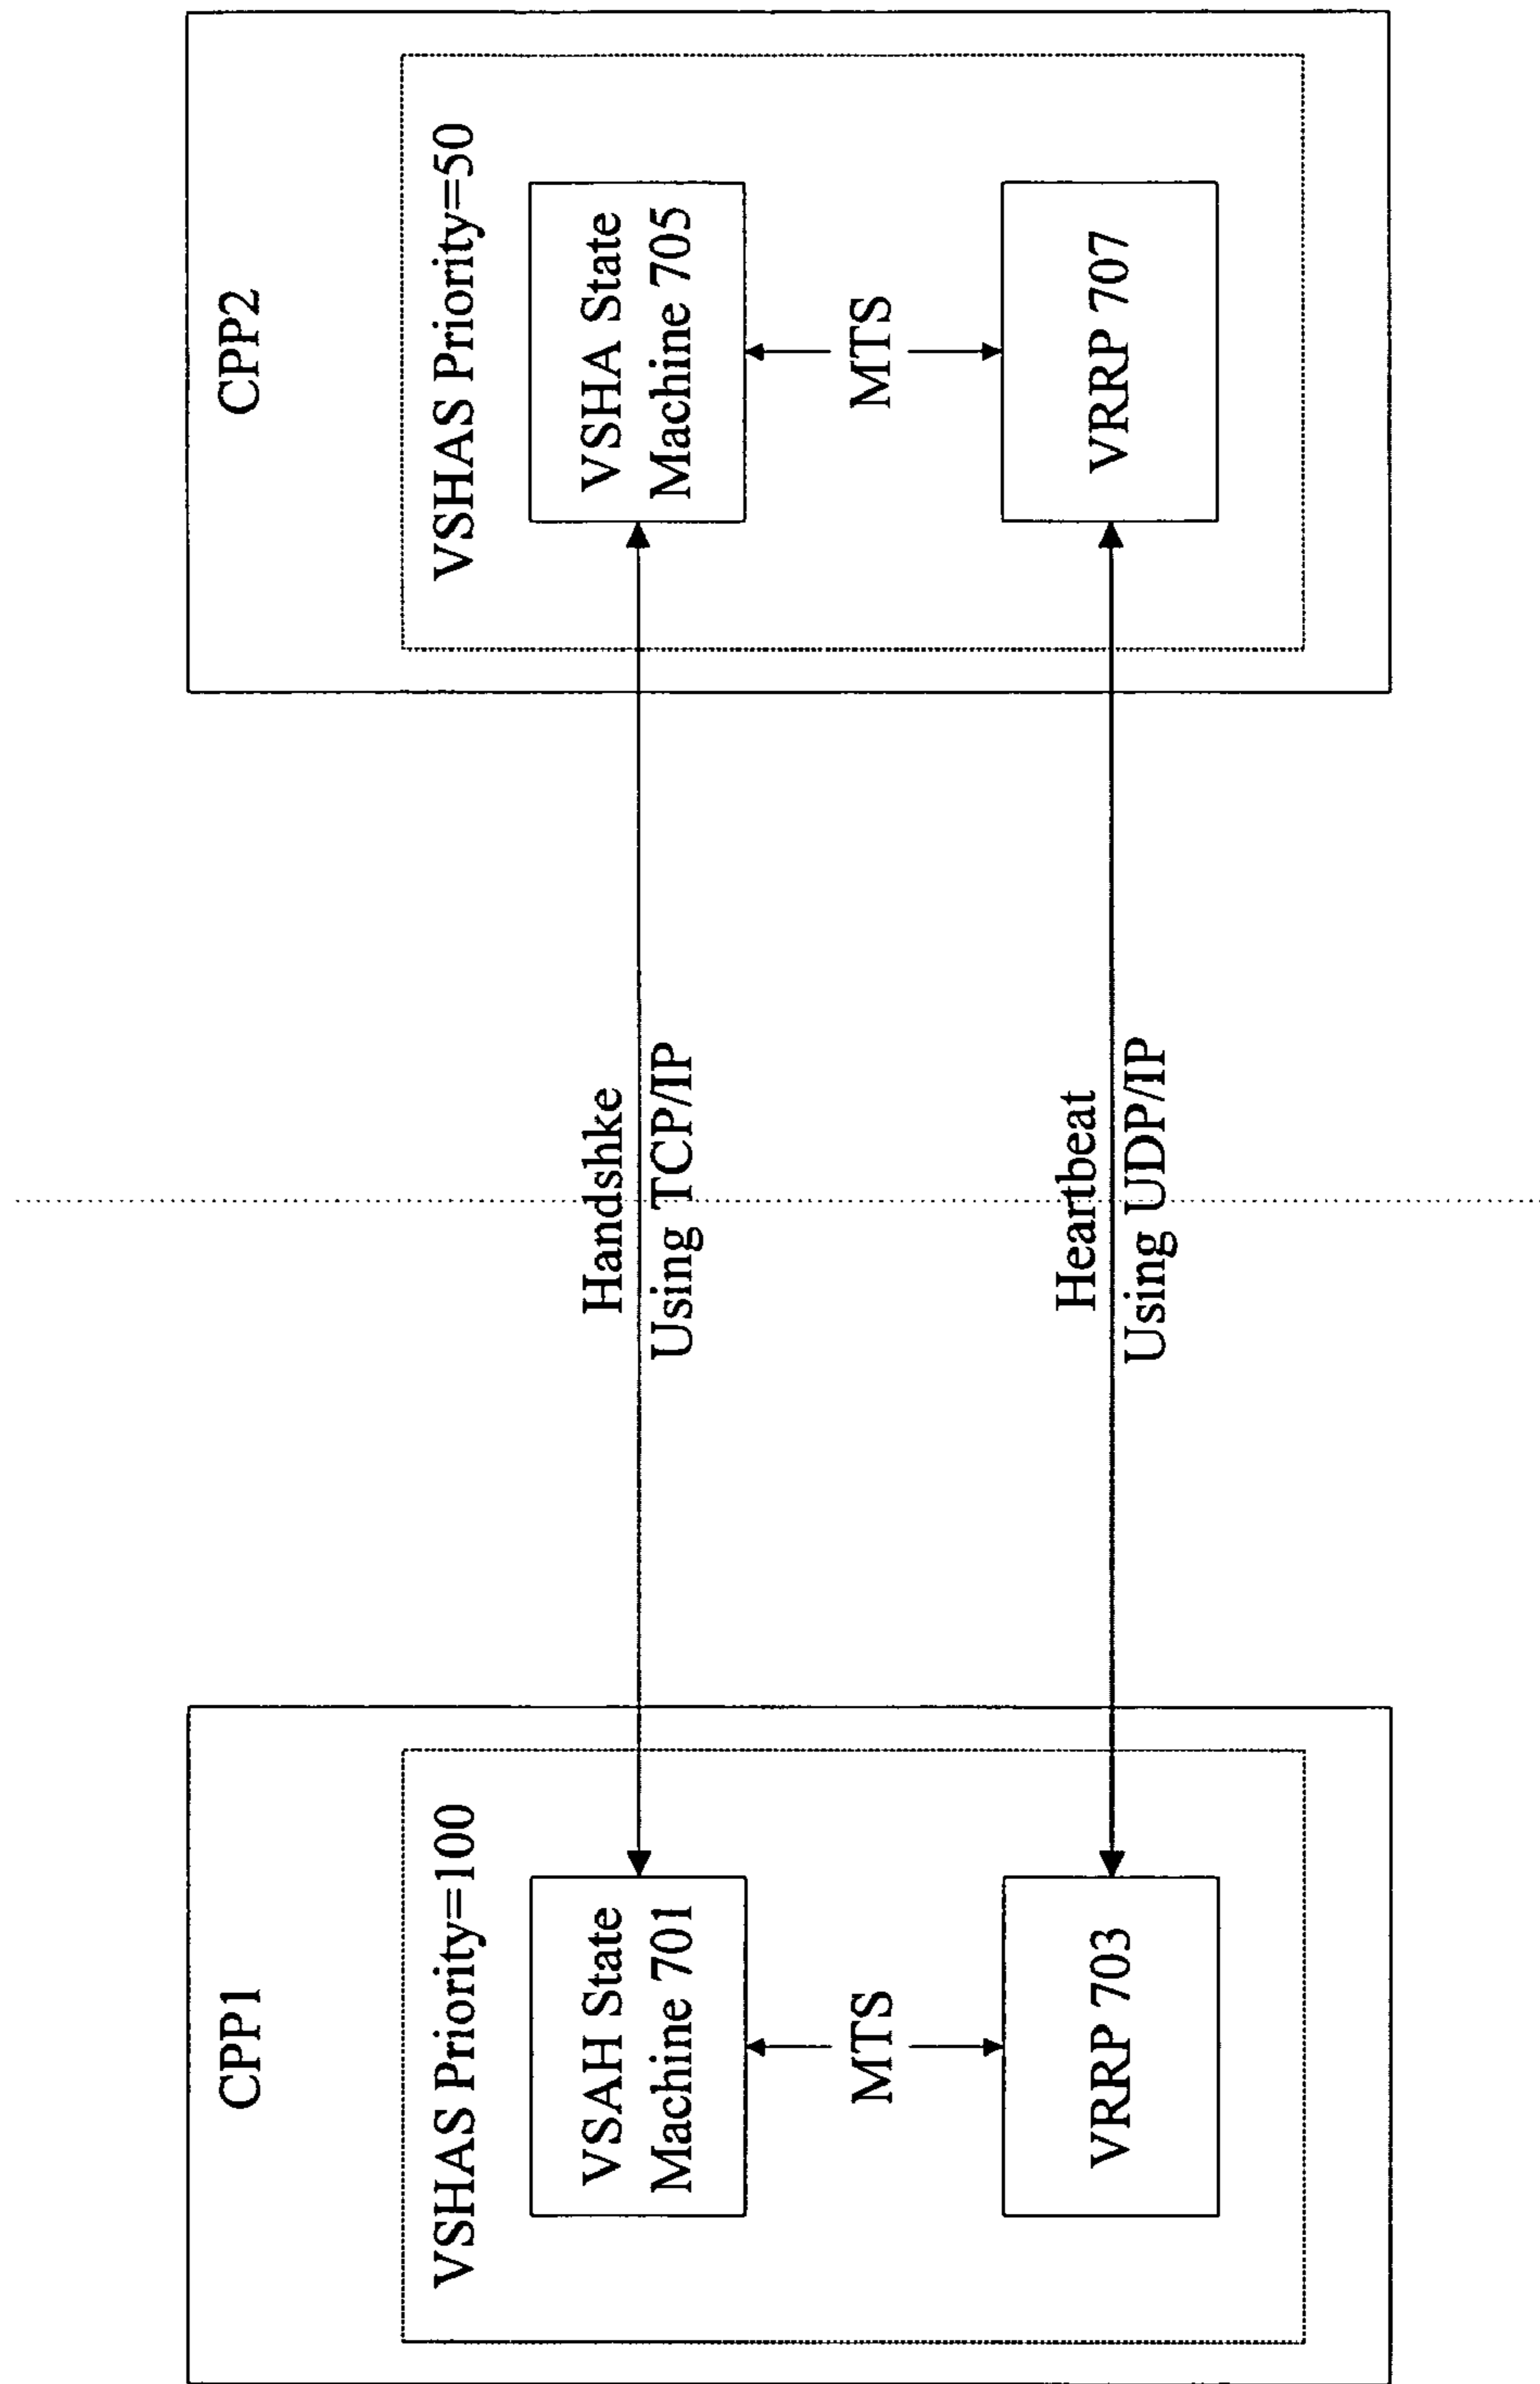 CPP1
VSHAS Priority=100
VSAH State
Machine 701
MTS
VRRP 703
Handshke
Using TCP/IP
Heartbeat
Using UDP/IP
CPP2
VSHAS Priority=50
VSHA State
Machine 705
MTS
VRRP 707